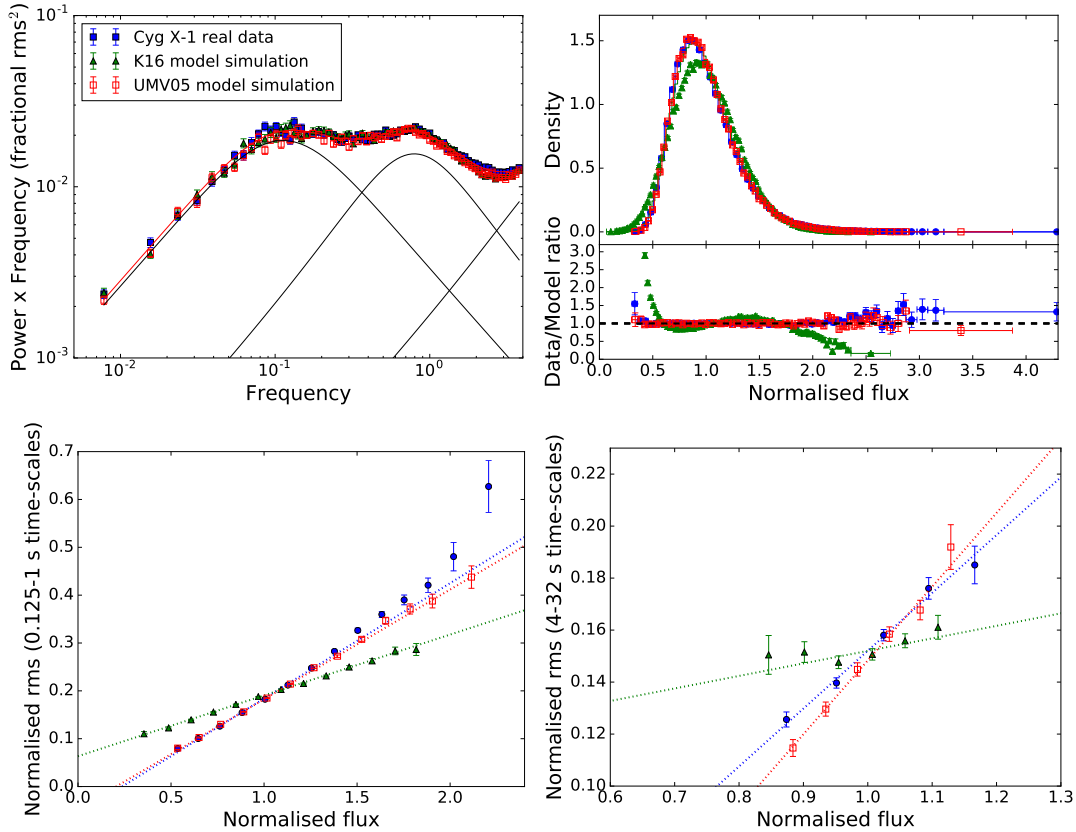 Power x Frequency (fractional rms²)
10⁻¹
10⁻²
10⁻³
Cyg X-1 real data
K16 model simulation
UMV05 model simulation
10⁻² 10⁻¹ 10⁰
Frequency
Density
1.5
1.0
0.5
0.0
Data/Model ratio
3.0
2.5
2.0
1.5
1.0
0.5
0.0
0.0 0.5 1.0 1.5 2.0 2.5 3.0 3.5 4.0
Normalised flux
Normalised rms (0.125-1 s time-scales)
0.7
0.6
0.5
0.4
0.3
0.2
0.1
0.0
0.0 0.5 1.0 1.5 2.0
Normalised flux
Normalised rms (4-32 s time-scales)
0.22
0.20
0.18
0.16
0.14
0.12
0.10
0.6 0.7 0.8 0.9 1.0 1.1 1.2 1.3
Normalised flux